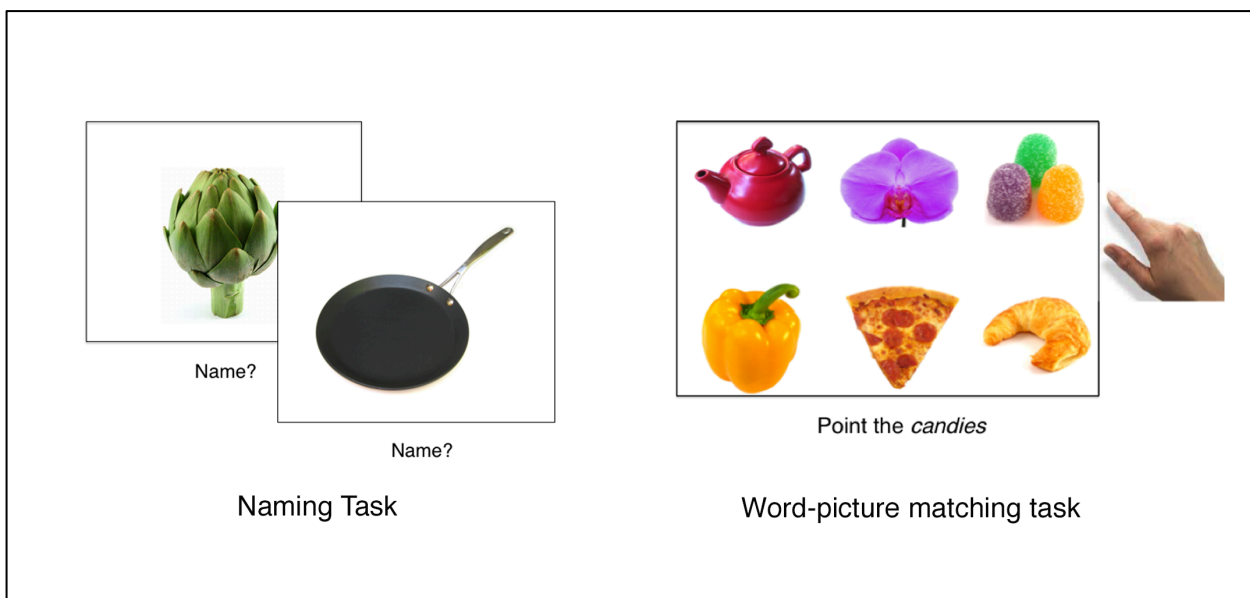 Name?
Name?
Naming Task
Point the candies
Word-picture matching task